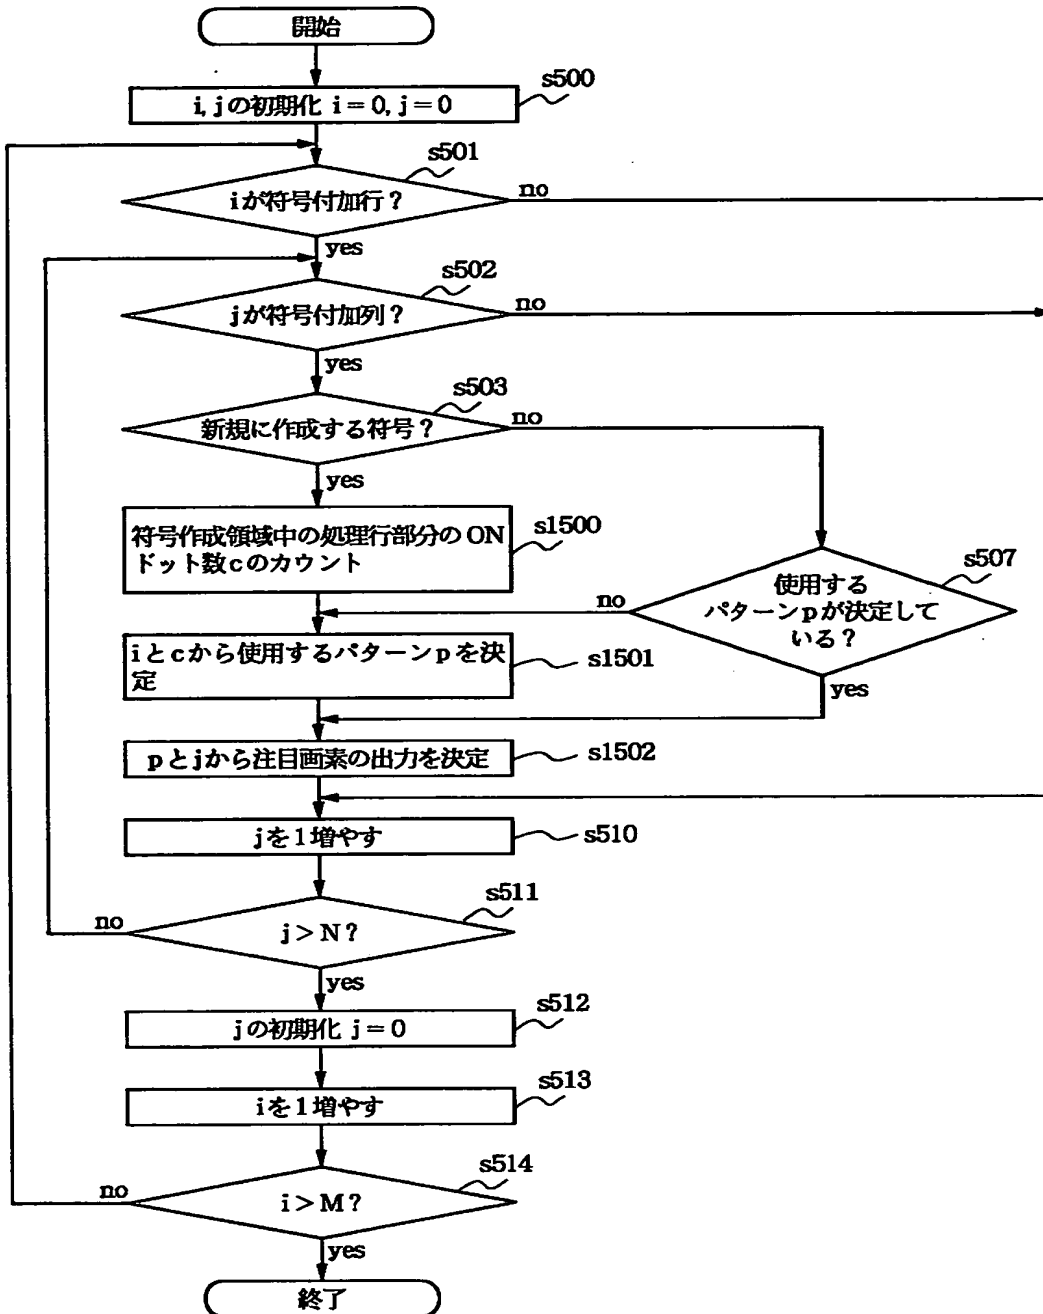 開始
i, jの初期化 i = 0, j = 0
s500
s501
iが符号付加行？
no
yes
s502
jが符号付加列？
no
yes
s503
新規に作成する符号？
no
yes
符号作成領域中の処理行部分のON
ドット数cのカウント
s1500
s507
使用する
パターンpが決定して
いる？
no
yes
iとcから使用するパターンpを決
定
s1501
pとjから注目画素の出力を決定
s1502
jを1増やす
s510
s511
j > N？
no
yes
jの初期化 j = 0
s512
iを1増やす
s513
s514
i > M？
no
yes
終了